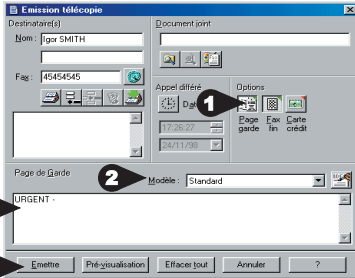 Emission télécopie
Destinataire(s)
Document joint
Nom : Igor SMITH
Fax : 45454545
Appel différé
Options
1
17:26:27
24/11/98
Page garde
Fax fin
Carte crédit
Page de Garde
2
Modèle : Standard
URGENT -
Emettre Pré-visualisation Effacer tout Annuler ?